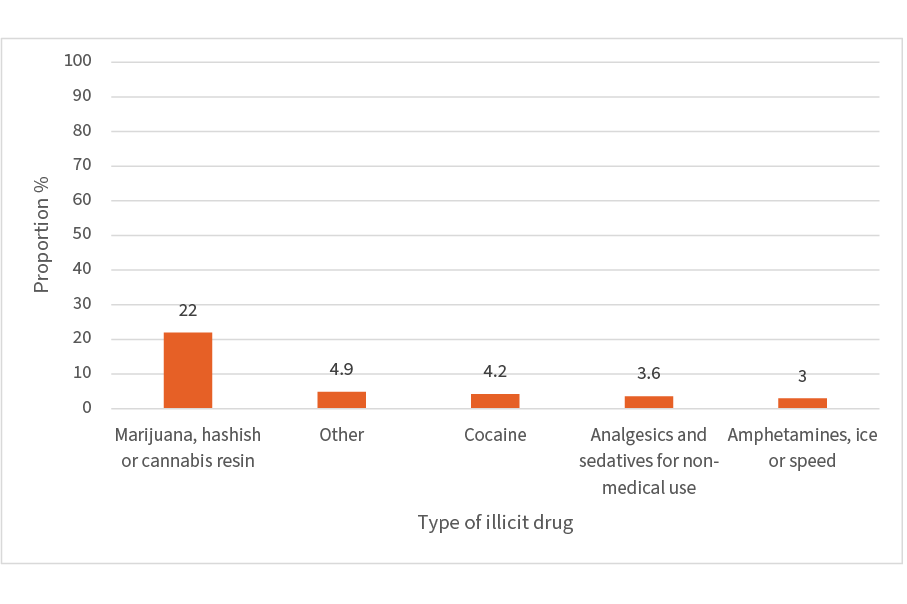 100
90
80
70
60
50
40
30
20
10
0
Proportion %
22
4.9
4.2
3.6
3
Marijuana, hashish
or cannabis resin
Other
Cocaine
Analgesics and
sedatives for non-
medical use
Amphetamines, ice
or speed
Type of illicit drug